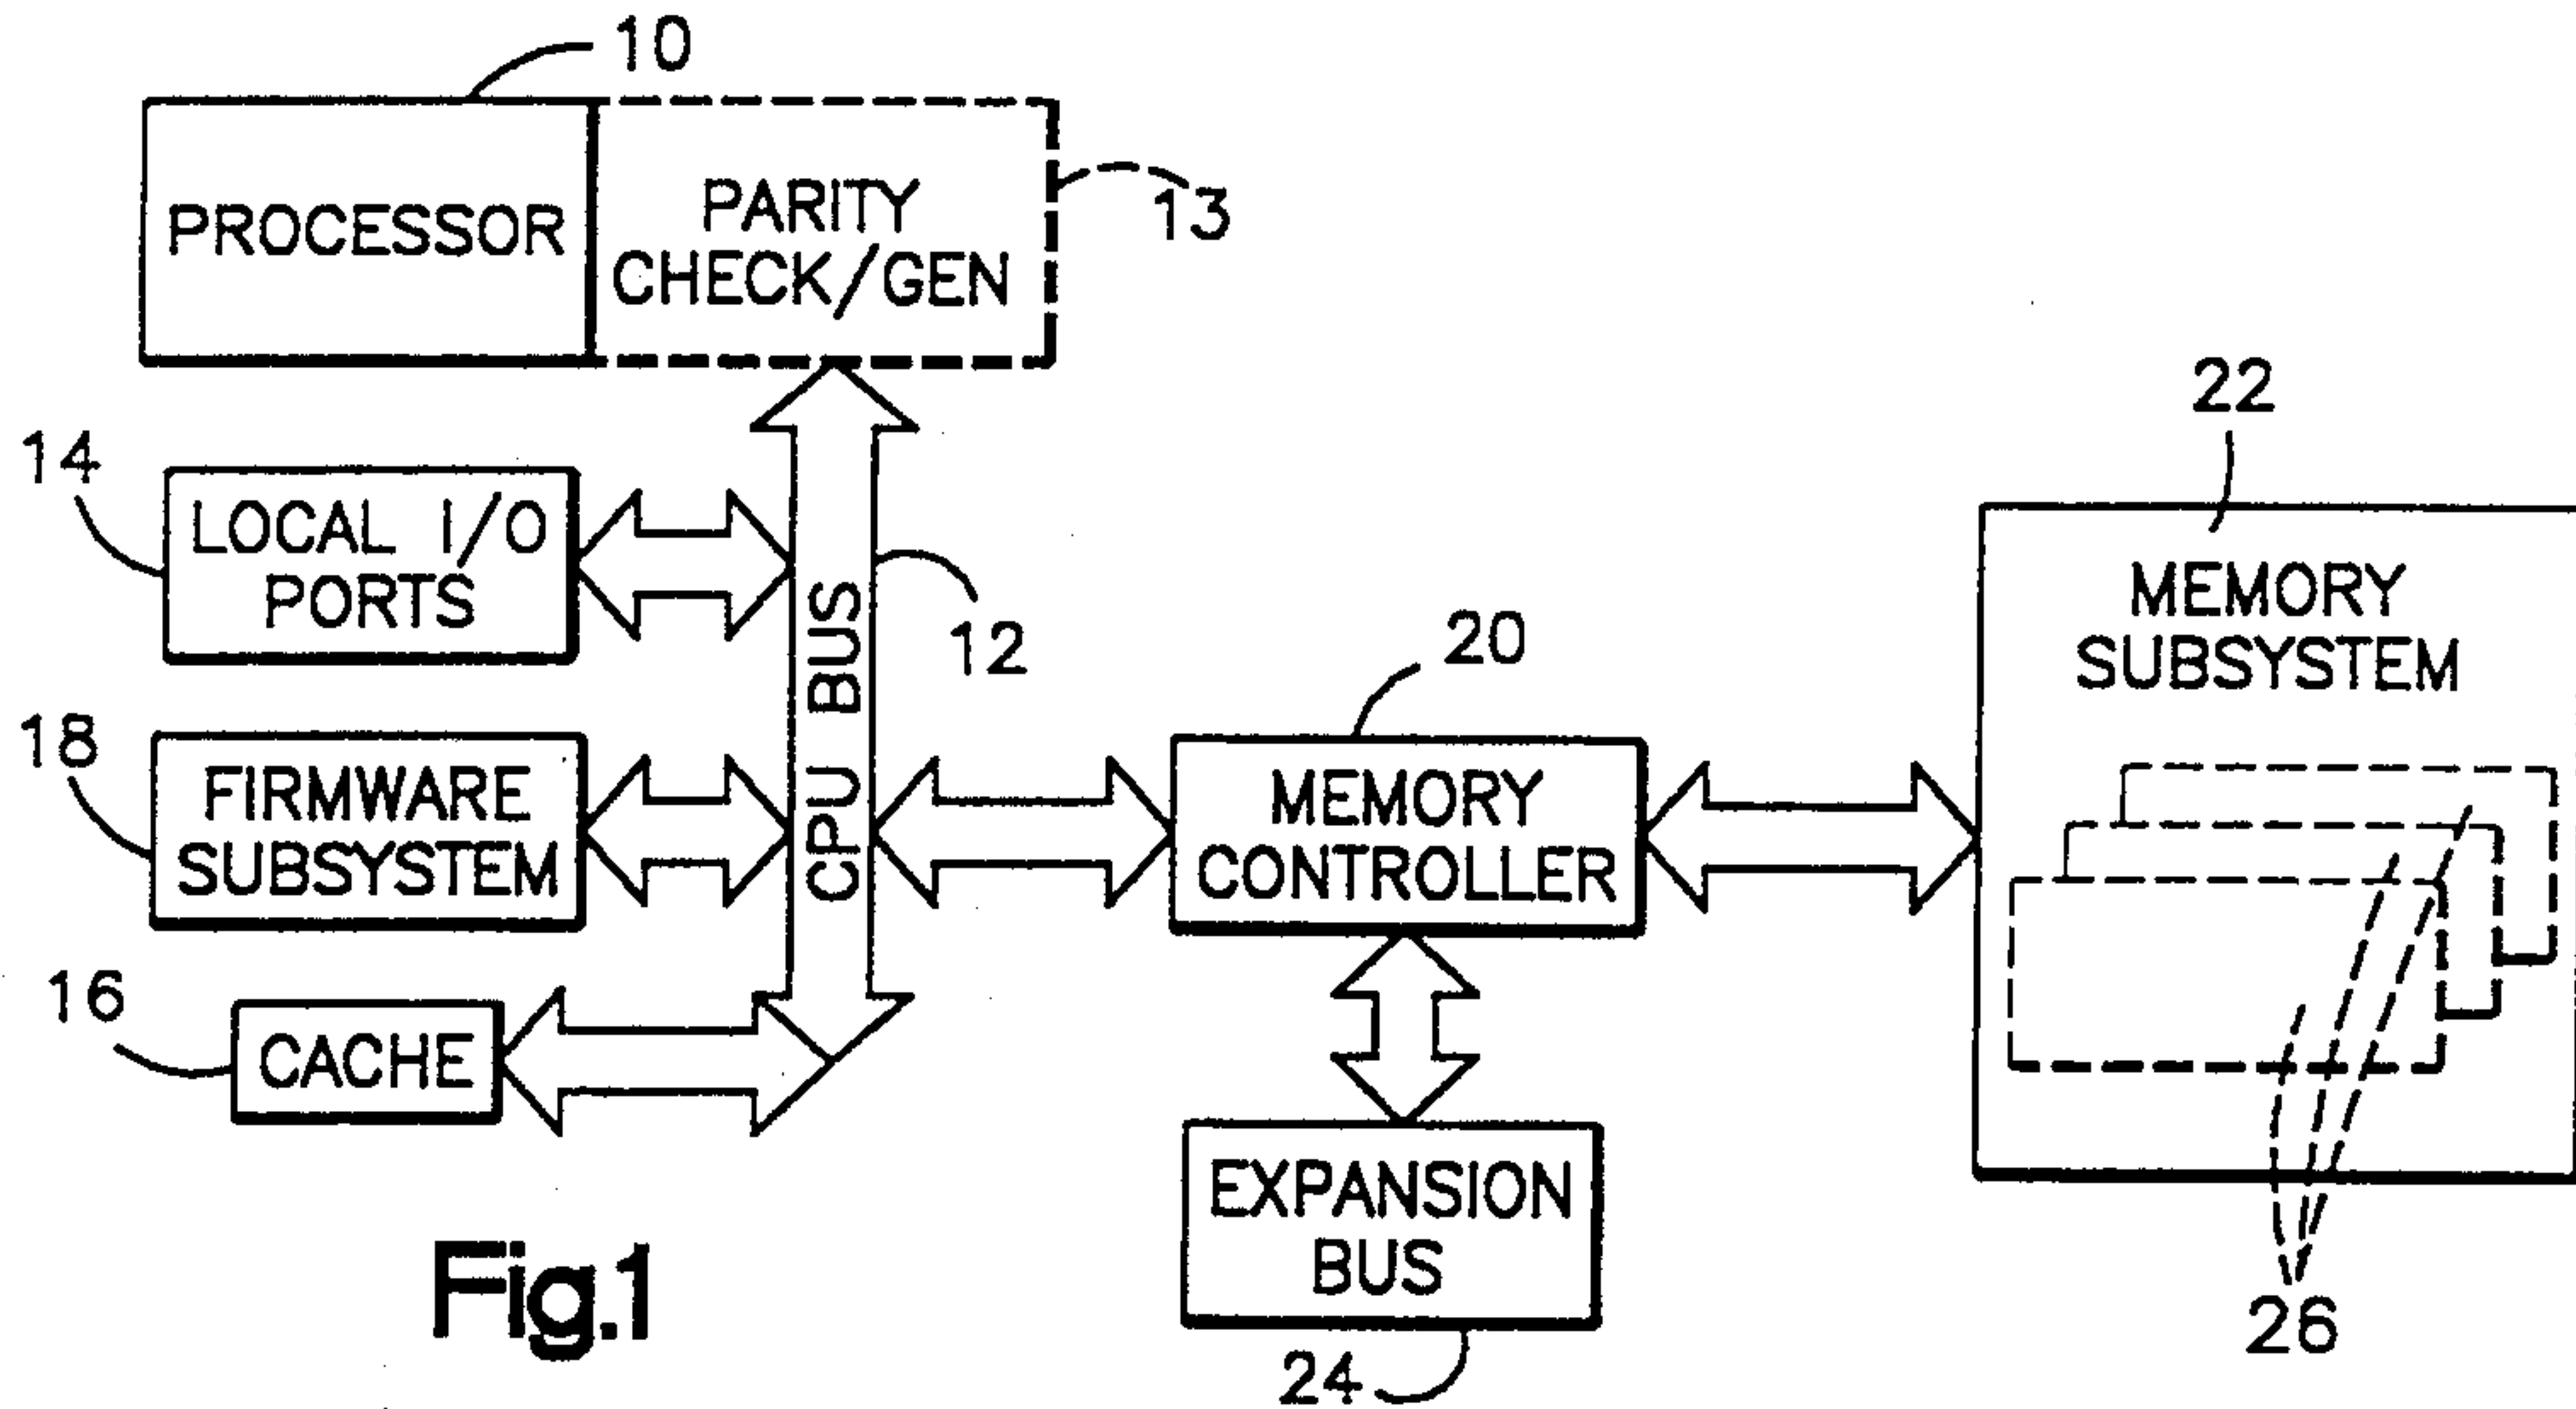 10
PROCESSOR
PARITY
CHECK/GEN
13
14
LOCAL I/O
PORTS
12
CPU BUS
18
FIRMWARE
SUBSYSTEM
16
CACHE
20
MEMORY
CONTROLLER
22
MEMORY
SUBSYSTEM
EXPANSION
BUS
24
26
Fig.1